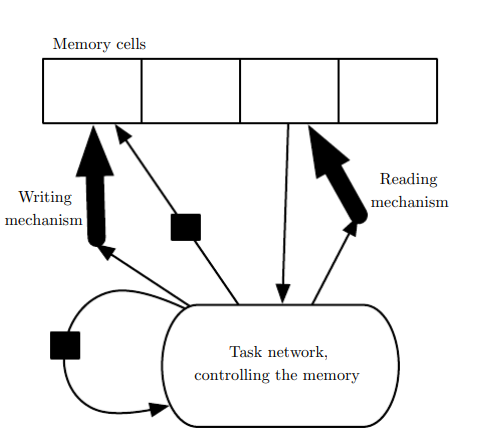 Memory cells
Writing
mechanism
Reading
mechanism
Task network,
controlling the memory